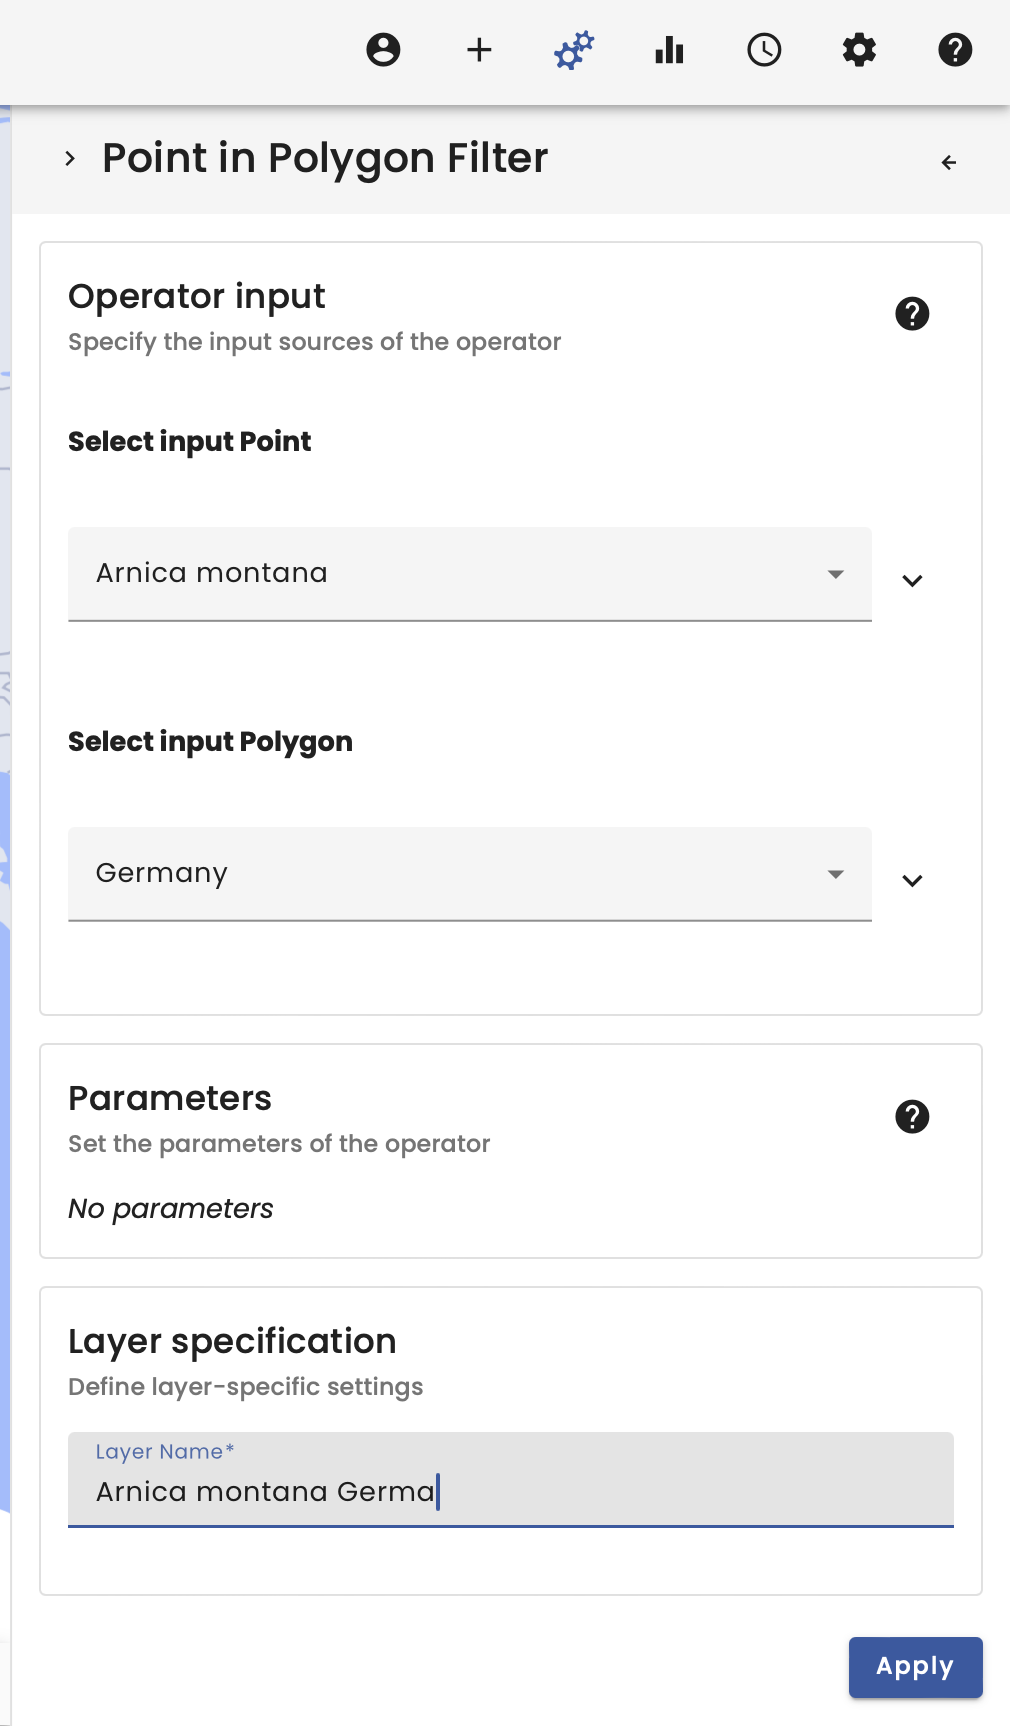 Point in Polygon Filter
Operator input
Specify the input sources of the operator
Select input Point
Arnica montana
Select input Polygon
Germany
Parameters
Set the parameters of the operator
No parameters
Layer specification
Define layer-specific settings
Layer Name*
Arnica montana Germa
Apply